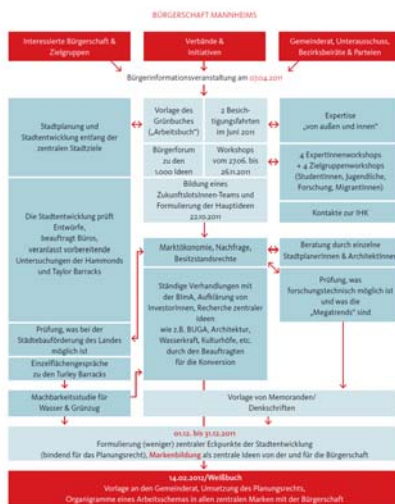 BÜRGERSCHAFT MANNHEIMS
Interessierte Bürgerschaft &
Zielgruppen
Verbände
&
Initiativen
Gemeinderat, Unterausschuss,
Bezirksbeiräte & Parteien
Bürgerinformationsveranstaltung am 07.04.2011
Stadtplanung und
Stadtentwicklung entlang der
zentralen Stadtziele
Vorlage des
Grünbuches
(„Arbeitsbuch“)
2 Besich-
tigungsfahrten
im Juni 2011
Expertise
„von außen und innen“
Bürgerforum
zu den
1.000 Ideen
Workshops
vom 27.06. bis
26.11.2011
4 ExpertInnenworkshops
+ 4 Zielgruppenworkshops
(StudentInnen, Jugendliche,
Forschung, MigrantInnen)
Bildung eines
ZukunftslotsInnen-Teams und
Formulierung der Hauptideen
22.10.2011
Kontakte zur IHK
Die Stadtentwicklung prüft
Entwürfe,
beauftragt Büros,
veranlasst vorbereitende
Untersuchungen der Hammonds
und Taylor Barracks
Marktökonomie, Nachfrage,
Besitzstandsrechte
Beratung durch einzelne
StadtplanerInnen & ArchitektInnen
Ständige Verhandlungen mit
der BImA, Aufklärung von
InvestorInnen, Recherche zentraler
Ideen
wie z.B. BUGA, Architektur,
Wasserkraft, Kulturhöfe, etc.
durch den Beauftragten
für die Konversion
Prüfung, was
forschungstechnisch möglich ist
und was die
„Megatrends“ sind
Prüfung, was bei der
Städtebauförderung des Landes
möglich ist
Einzelflächengespräche
zu den Turley Barracks
Machbarkeitsstudie für
Wasser & Grünzug
Vorlage von Memoranden/
Denkschriften
01.12. bis 31.12.2011
Formulierung (weniger) zentraler Eckpunkte der Stadtentwicklung
(bindend für das Planungsrecht), Markenbildung als zentrale Ideen von der und für die Bürgerschaft
14.02.2012/Weißbuch
Vorlage an den Gemeinderat, Umsetzung des Planungsrechts,
Organigramme eines Arbeitsschemas in allen zentralen Marken mit der Bürgerschaft